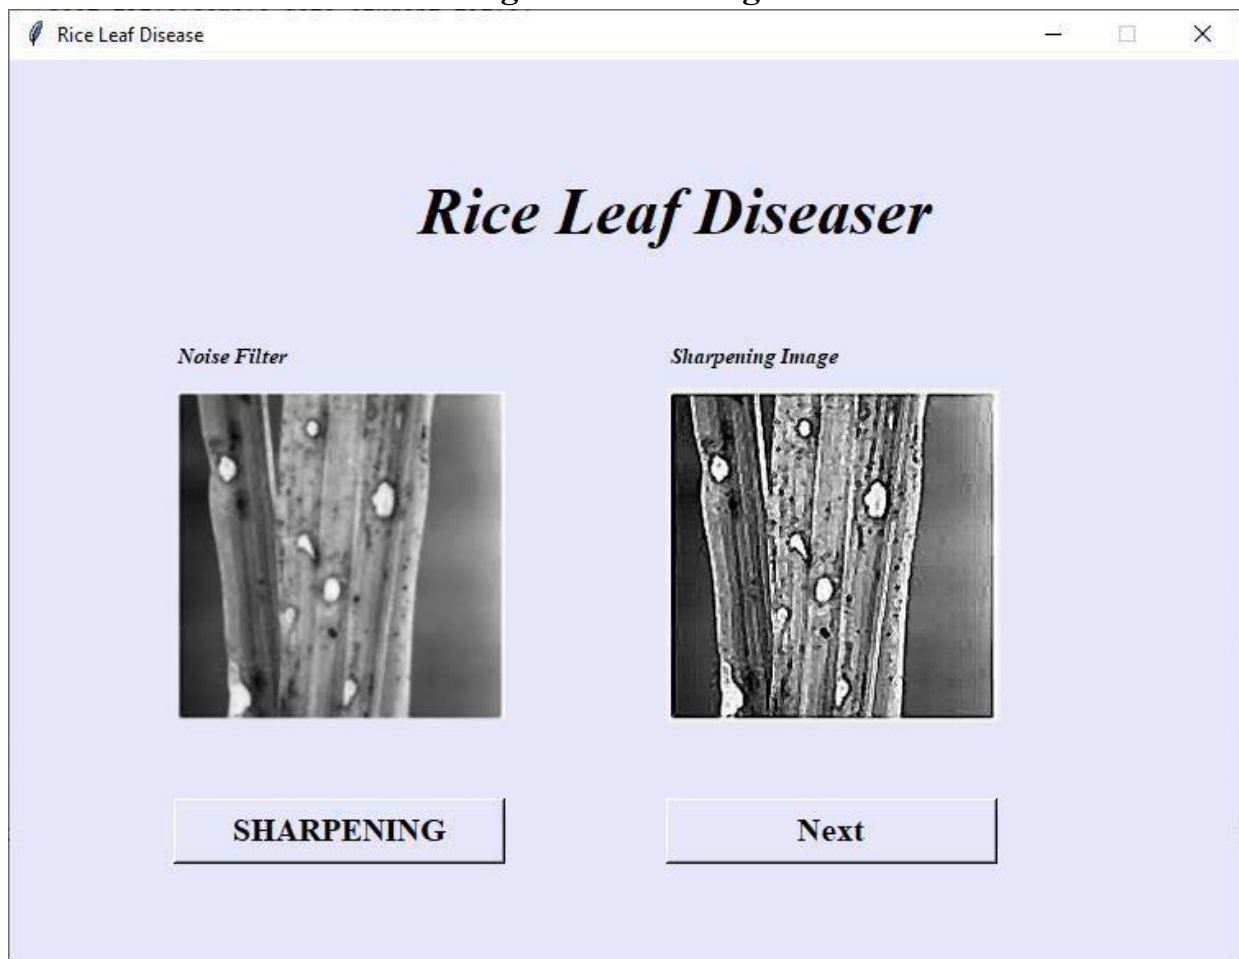 Rice Leaf Disease
Rice Leaf Diseaser
Noise Filter
Sharpening Image
SHARPENING
Next